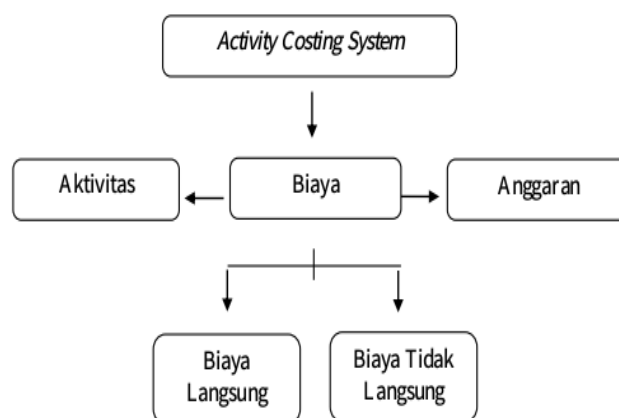 Activity Costing System
Aktivitas
Biaya
Anggaran
Biaya
Langsung
Biaya Tidak
Langsung